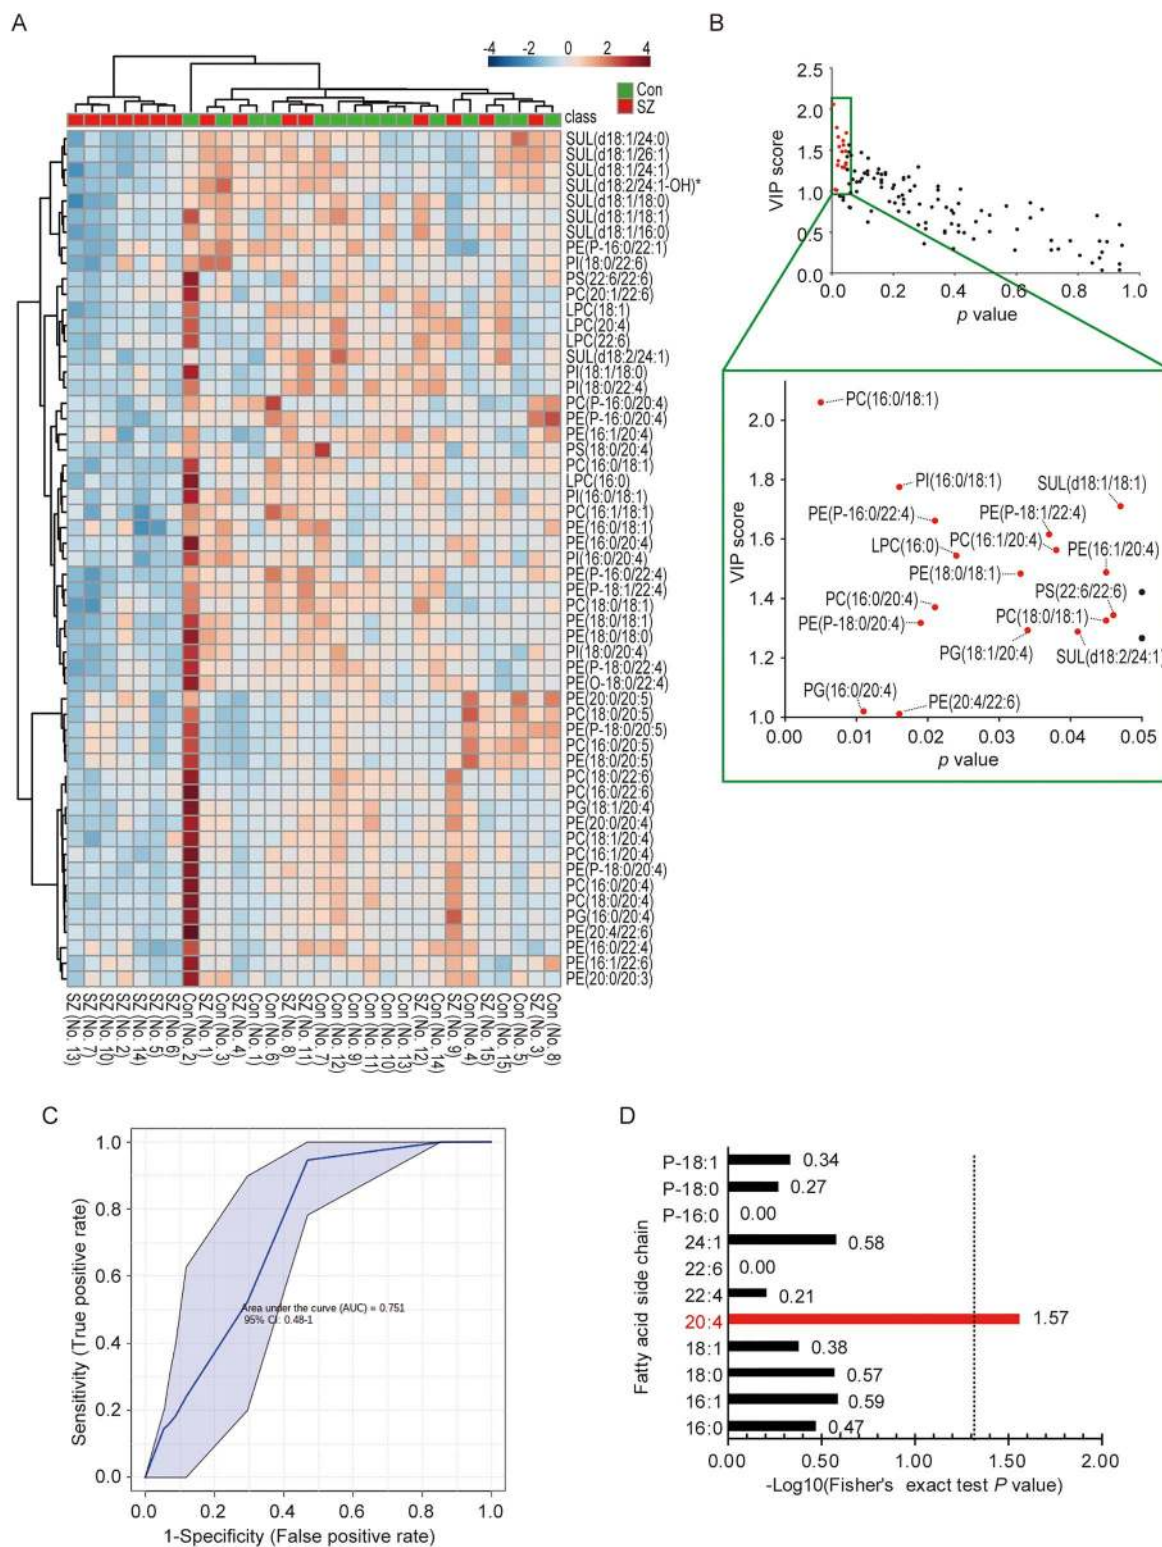 A
-4 -2 0 2 4
Con
SZ
class
SUL(d18:1/24:0)
SUL(d18:1/26:1)
SUL(d18:1/24:1)
SUL(d18:2/24:1-OH)*
SUL(d18:1/18:0)
SUL(d18:1/18:1)
SUL(d18:1/16:0)
PE(P-16:0/22:1)
PI(18:0/22:6)
PS(22:6/22:6)
PC(20:1/22:6)
LPC(18:1)
LPC(20:4)
LPC(22:6)
SUL(d18:2/24:1)
PI(18:1/18:0)
PI(18:0/22:4)
PC(P-16:0/20:4)
PE(P-16:0/20:4)
PE(16:1/20:4)
PS(18:0/20:4)
PC(16:0/18:1)
LPC(16:0)
PI(16:0/18:1)
PC(16:1/18:1)
PE(16:0/18:1)
PE(16:0/20:4)
PI(16:0/20:4)
PE(P-16:0/22:4)
PE(P-18:1/22:4)
PC(18:0/18:1)
PE(18:0/18:1)
PE(18:0/18:0)
PI(18:0/20:4)
PE(P-18:0/22:4)
PE(O-18:0/22:4)
PE(20:0/20:5)
PC(18:0/20:5)
PE(P-18:0/20:5)
PC(16:0/20:5)
PE(18:0/20:5)
PC(18:0/22:6)
PC(16:0/22:6)
PG(18:1/20:4)
PE(20:0/20:4)
PC(18:1/20:4)
PC(16:1/20:4)
PE(P-18:0/20:4)
PC(16:0/20:4)
PC(18:0/20:4)
PG(16:0/20:4)
PE(20:4/22:6)
PE(16:0/22:4)
PE(16:1/22:6)
PE(20:0/20:3)
SZ (No. 13)
SZ (No. 7)
SZ (No. 10)
SZ (No. 2)
SZ (No. 14)
SZ (No. 5)
SZ (No. 6)
Con (No. 2)
SZ (No. 1)
Con (No. 3)
SZ (No. 4)
Con (No. 1)
Con (No. 6)
SZ (No. 8)
SZ (No. 11)
Con (No. 7)
Con (No. 12)
Con (No. 9)
Con (No. 11)
Con (No. 10)
Con (No. 13)
SZ (No. 12)
Con (No. 14)
SZ (No. 9)
Con (No. 4)
SZ (No. 15)
Con (No. 15)
Con (No. 5)
SZ (No. 3)
Con (No. 8)
B
VIP score
2.5
2.0
1.5
1.0
0.5
0.0
0.0 0.2 0.4 0.6 0.8 1.0
p value
VIP score
2.0
1.8
1.6
1.4
1.2
1.0
PC(16:0/18:1)
PI(16:0/18:1)
SUL(d18:1/18:1)
PE(P-16:0/22:4)
PE(P-18:1/22:4)
LPC(16:0)
PC(16:1/20:4)
PE(16:1/20:4)
PE(18:0/18:1)
PS(22:6/22:6)
PC(16:0/20:4)
PC(18:0/18:1)
PE(P-18:0/20:4)
PG(18:1/20:4)
SUL(d18:2/24:1)
PG(16:0/20:4)
PE(20:4/22:6)
0.00 0.01 0.02 0.03 0.04 0.05
p value
C
Sensitivity (True positive rate)
1.0
0.8
0.6
0.4
0.2
0.0
Area under the curve (AUC) = 0.751
95% CI: 0.48-1
0.0 0.2 0.4 0.6 0.8 1.0
1-Specificity (False positive rate)
D
Fatty acid side chain
P-18:1 0.34
P-18:0 0.27
P-16:0 0.00
24:1 0.58
22:6 0.00
22:4 0.21
20:4 1.57
18:1 0.38
18:0 0.57
16:1 0.59
16:0 0.47
0.00 0.50 1.00 1.50 2.00
-Log10(Fisher's exact test P value)